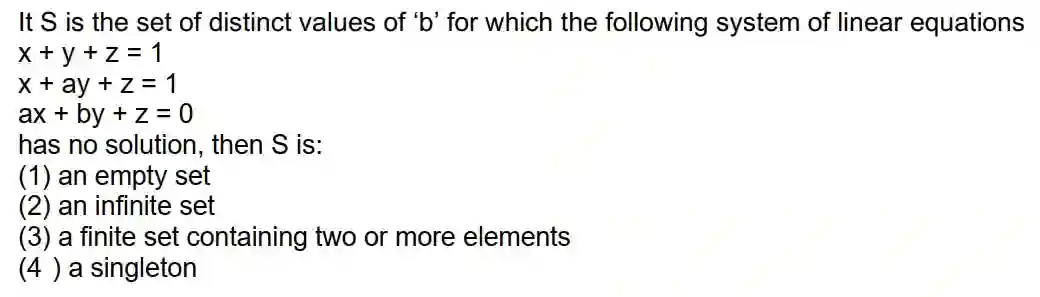 It S is the set of distinct values of ‘b’ for which the following system of linear equations
x + y + z = 1
x + ay + z = 1
ax + by + z = 0
has no solution, then S is:
(1) an empty set
(2) an infinite set
(3) a finite set containing two or more elements
(4 ) a singleton